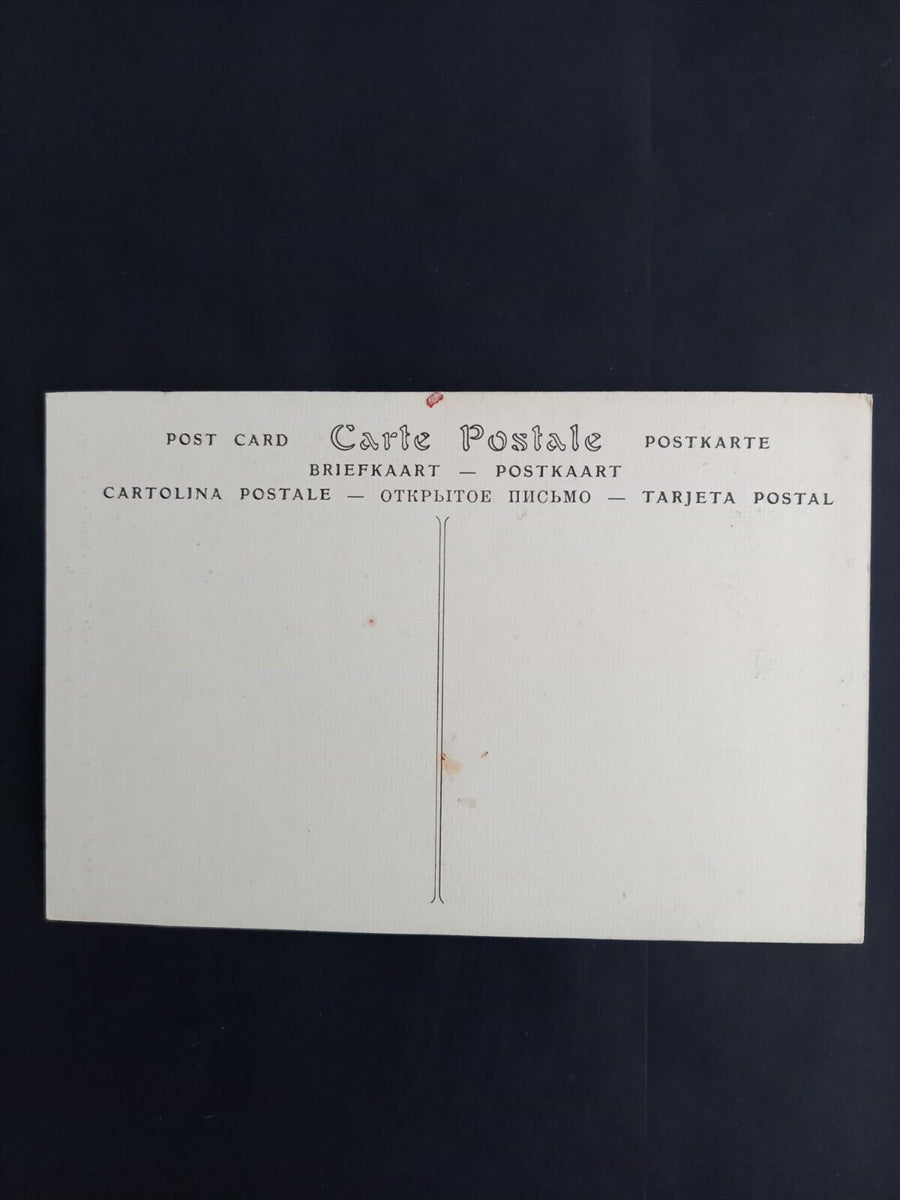 POST CARD Carte Postale POSTKARTE
BRIEFKAART — POSTKAART
CARTOLINA POSTALE — ОТКРЫТОЕ ПИСЬМО — TARJETA POSTAL